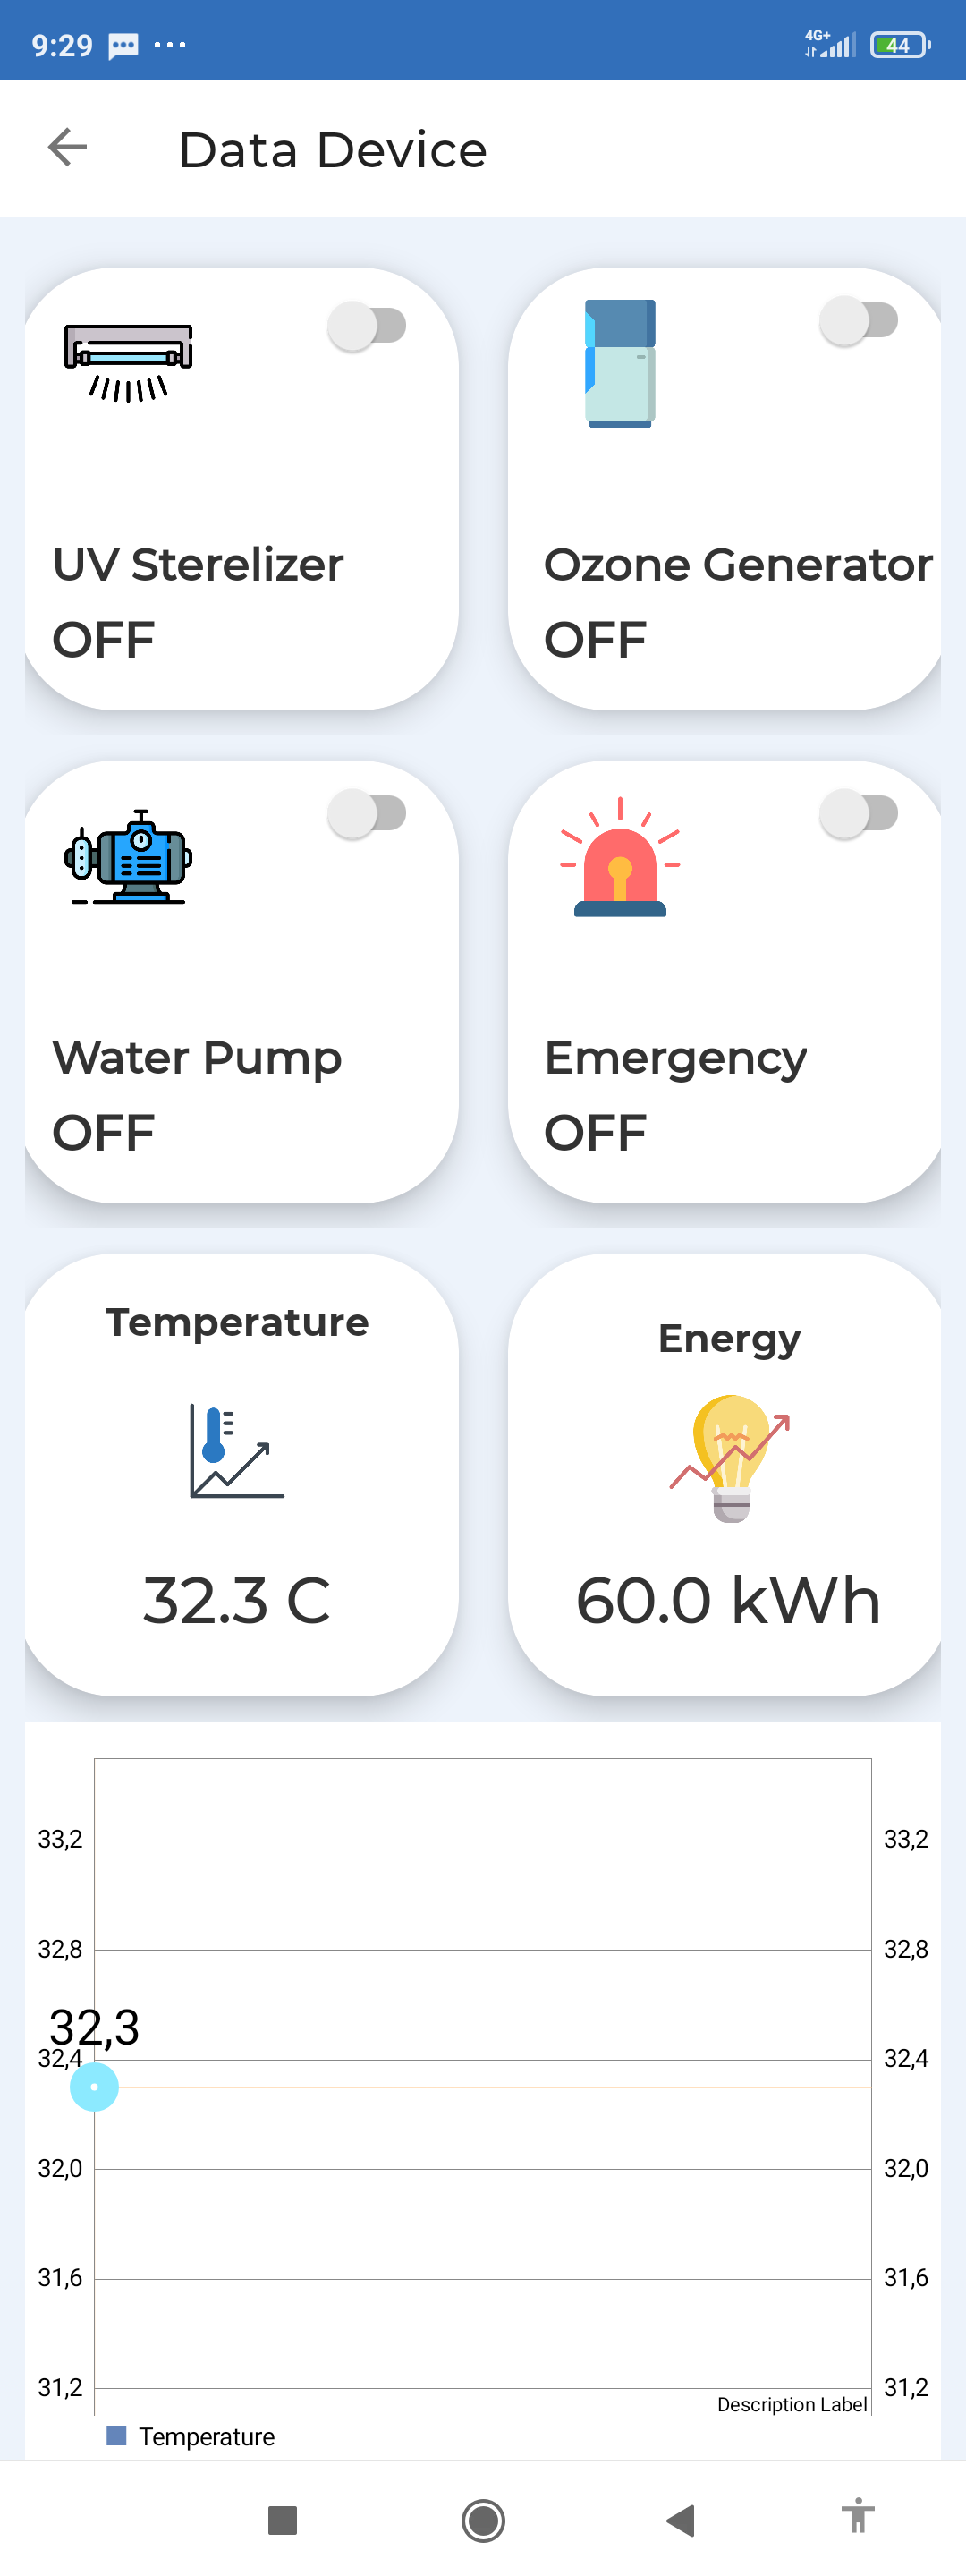 9:29
4G+
44
Data Device
UV Sterelizer
OFF
Ozone Generator
OFF
Water Pump
OFF
Emergency
OFF
Temperature
32.3 C
Energy
60.0 kWh
33,2
33,2
32,8
32,8
32,3
32,4
32,4
32,0
32,0
31,6
31,6
31,2
31,2
Description Label
Temperature